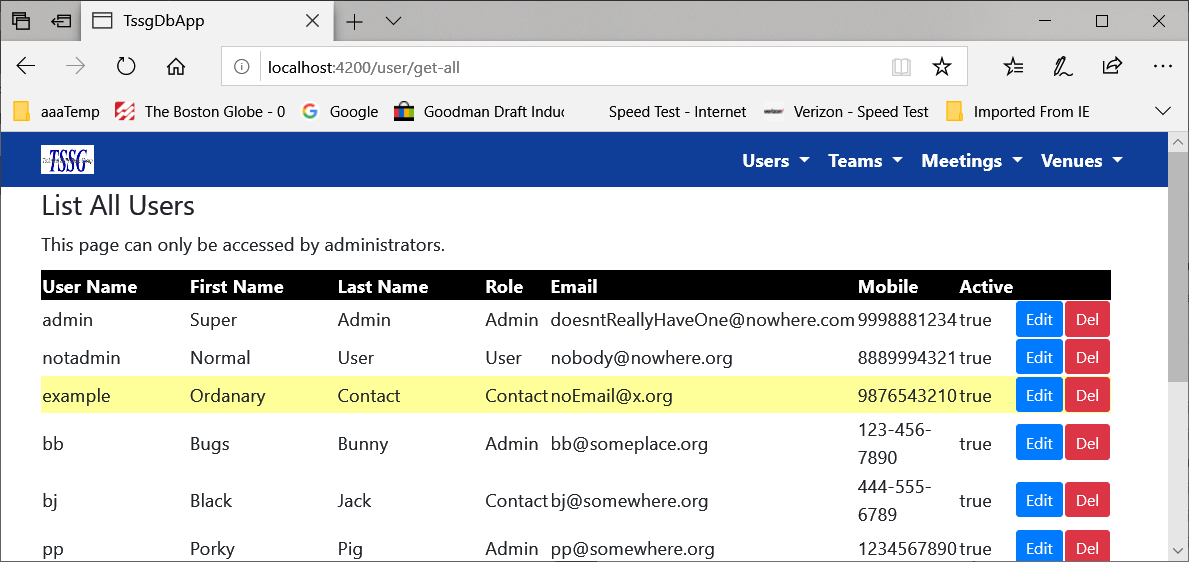 TssgDbApp
localhost:4200/user/get-all
aaaTemp The Boston Globe - 0 Google Goodman Draft Induc Speed Test - Internet Verizon - Speed Test Imported From IE
TSSG Users Teams Meetings Venues
List All Users
This page can only be accessed by administrators.
User Name First Name Last Name Role Email Mobile Active
admin Super Admin Admin doesntReallyHaveOne@nowhere.com 9998881234 true Edit Del
notadmin Normal User User nobody@nowhere.org 8889994321 true Edit Del
example Ordanary Contact Contact noEmail@x.org 9876543210 true Edit Del
bb Bugs Bunny Admin bb@someplace.org 123-456-7890 true Edit Del
bj Black Jack Contact bj@somewhere.org 444-555-6789 true Edit Del
pp Porky Pig Admin pp@somewhere.org 1234567890 true Edit Del